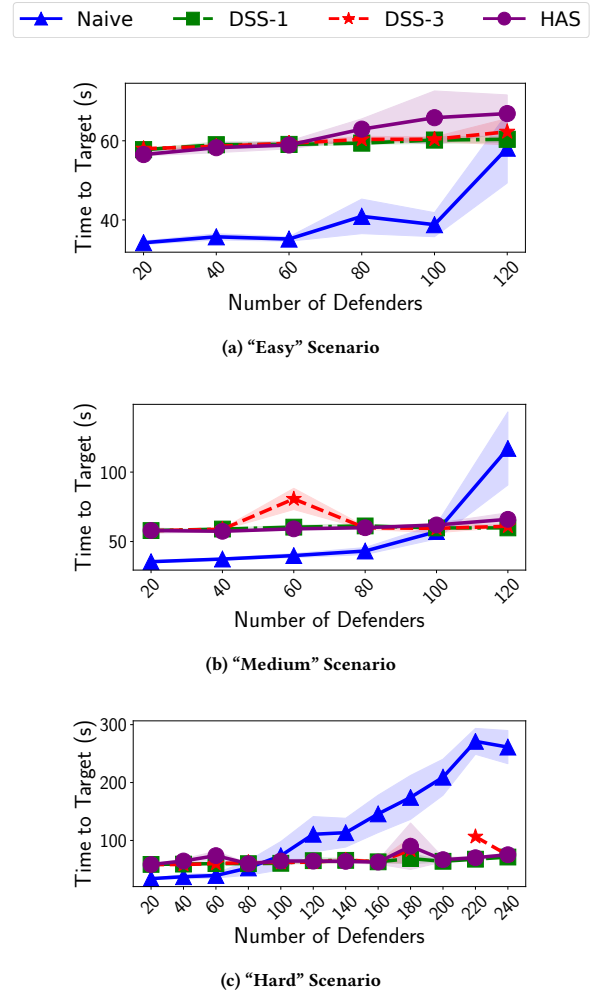 Naive DSS-1 DSS-3 HAS
Time to Target (s)
60
40
20 40 60 80 100 120
Number of Defenders
(a) “Easy” Scenario
Time to Target (s)
100
50
20 40 60 80 100 120
Number of Defenders
(b) “Medium” Scenario
Time to Target (s)
300
200
100
20 40 60 80 100 120 140 160 180 200 220 240
Number of Defenders
(c) “Hard” Scenario